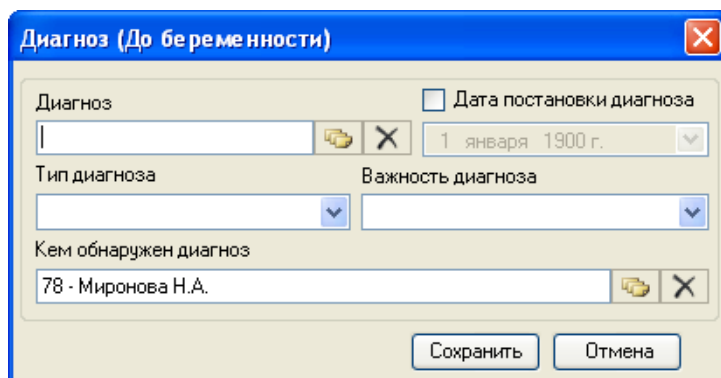 Диагноз (До беременности)
Диагноз
Дата постановки диагноза
1 января 1900 г.
Тип диагноза
Важность диагноза
Кем обнаружен диагноз
78 - Миронова Н.А.
Сохранить
Отмена